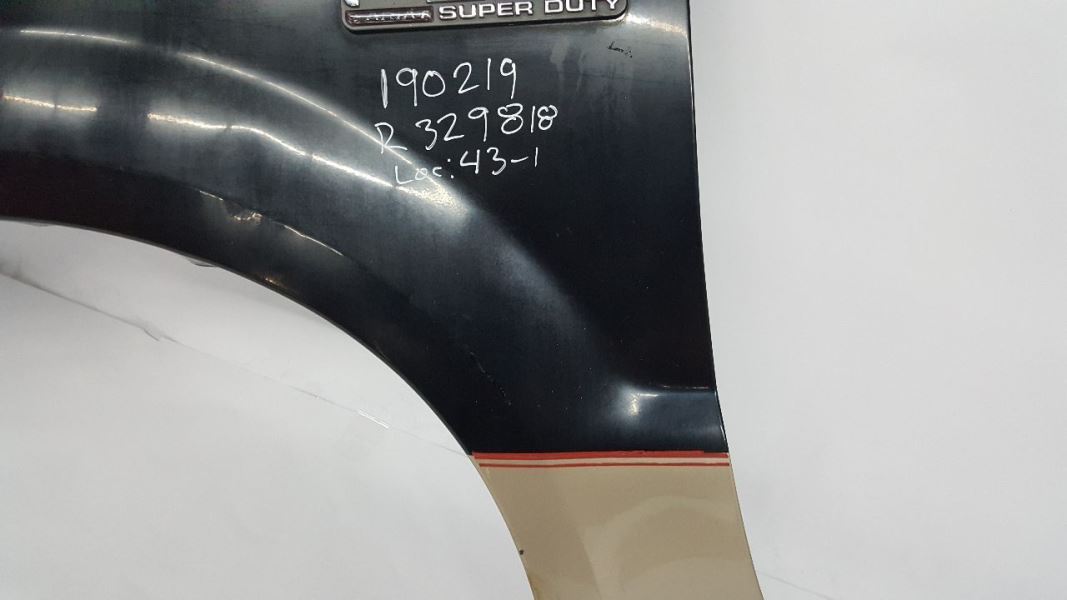 SUPER DUTY
190219
R 329818
Loc: 43-1